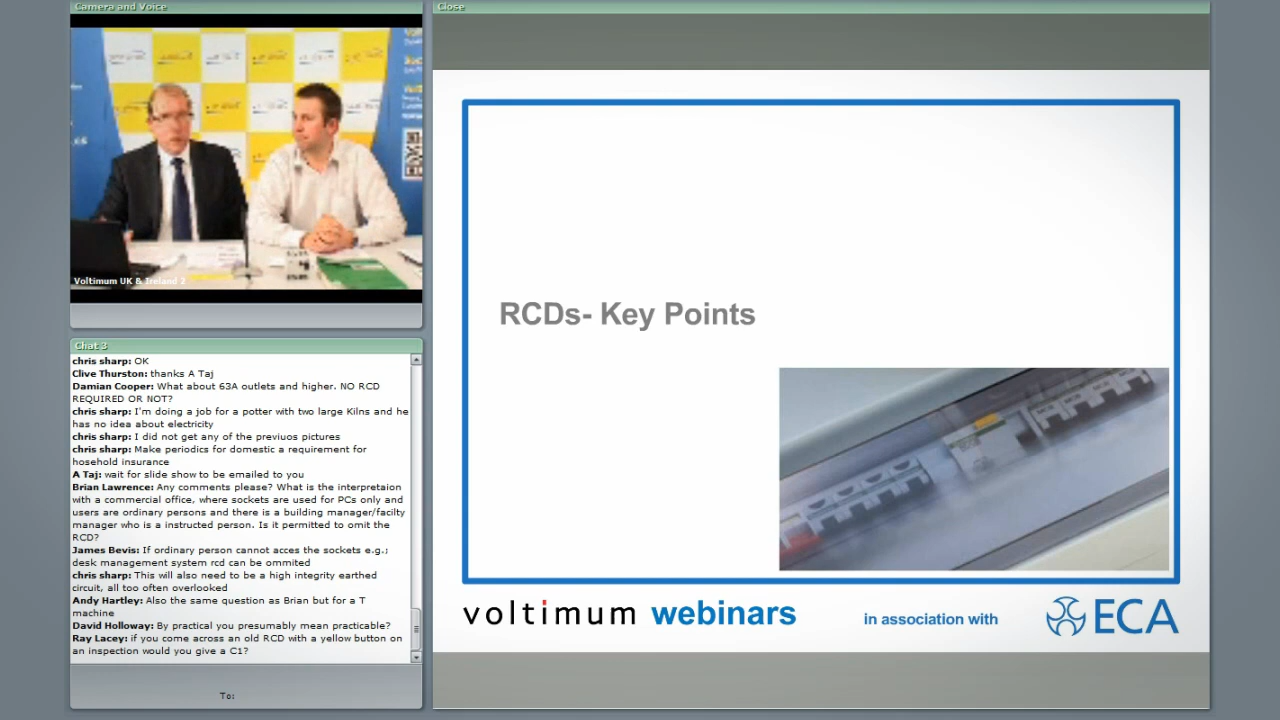 Camera and Voice
Voltimum UK & Ireland 2
Chat 3
chris sharp: OK
Clive Thurston: thanks A Taj
Damian Cooper: What about 63A outlets and higher. NO RCD
REQUIRED OR NOT?
chris sharp: I'm doing a job for a potter with two large Kilns and he
has no idea about electricity
chris sharp: I did not get any of the previuos pictures
chris sharp: Make periodics for domestic a requirement for
hosehold insurance
A Taj: wait for slide show to be emailed to you
Brian Lawrence: Any comments please? What is the interpretaion
with a commercial office, where sockets are used for PCs only and
users are ordinary persons and there is a building manager/facilty
manager who is a instructed person. Is it permitted to omit the
RCD?
James Bevis: If ordinary person cannot acces the sockets e.g.;
desk management system rcd can be ommited
chris sharp: This will also need to be a high integrity earthed
circuit, all too often overlooked
Andy Hartley: Also the same question as Brian but for a T
machine
David Holloway: By practical you presumably mean practicable?
Ray Lacey: if you come across an old RCD with a yellow button on
an inspection would you give a C1?
To:
Close
RCDs- Key Points
voltimum webinars
in association with
ECA